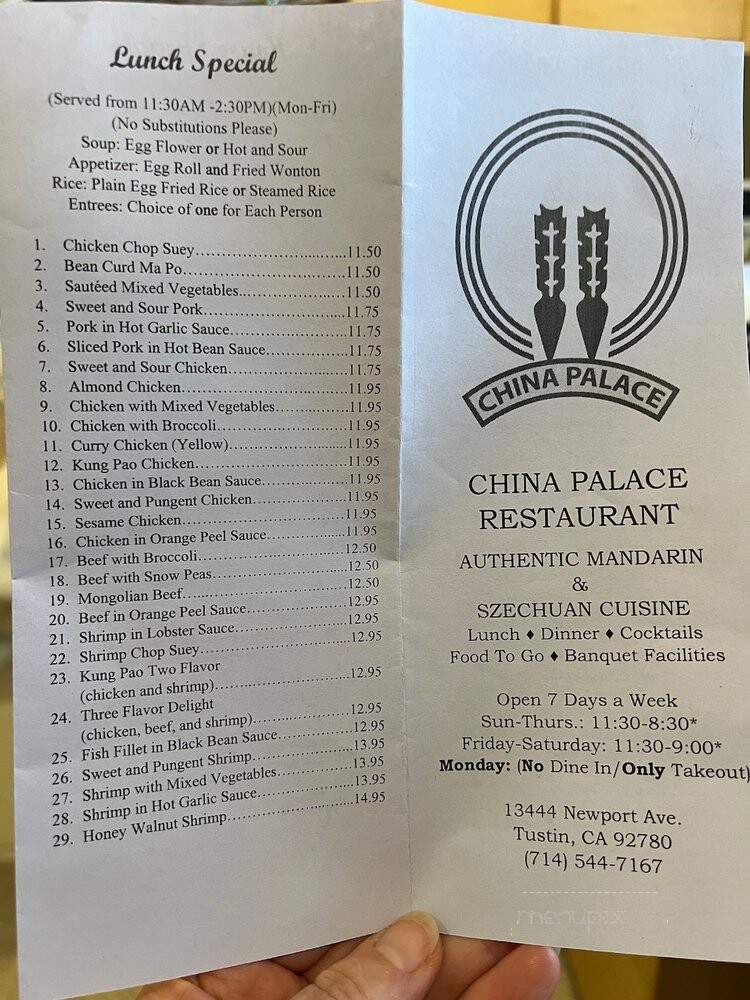 Lunch Special
(Served from 11:30AM -2:30PM)(Mon-Fri)
(No Substitutions Please)
Soup: Egg Flower or Hot and Sour
Appetizer: Egg Roll and Fried Wonton
Rice: Plain Egg Fried Rice or Steamed Rice
Entrees: Choice of one for Each Person
1. Chicken Chop Suey........................11.50
2. Bean Curd Ma Po........................11.50
3. Sautéed Mixed Vegetables........................11.50
4. Sweet and Sour Pork........................11.75
5. Pork in Hot Garlic Sauce........................11.75
6. Sliced Pork in Hot Bean Sauce........................11.75
7. Sweet and Sour Chicken........................11.75
8. Almond Chicken........................11.95
9. Chicken with Mixed Vegetables........................11.95
10. Chicken with Broccoli........................11.95
11. Curry Chicken (Yellow)........................11.95
12. Kung Pao Chicken........................11.95
13. Chicken in Black Bean Sauce........................11.95
14. Sweet and Pungent Chicken........................11.95
15. Sesame Chicken........................11.95
16. Chicken in Orange Peel Sauce........................11.95
17. Beef with Broccoli........................12.50
18. Beef with Snow Peas........................12.50
19. Mongolian Beef........................12.50
20. Beef in Orange Peel Sauce........................12.95
21. Shrimp in Lobster Sauce........................12.95
22. Shrimp Chop Suey........................12.95
23. Kung Pao Two Flavor
(chicken and shrimp)........................12.95
24. Three Flavor Delight
(chicken, beef, and shrimp)........................12.95
25. Fish Fillet in Black Bean Sauce........................12.95
26. Sweet and Pungent Shrimp........................13.95
27. Shrimp with Mixed Vegetables........................13.95
28. Shrimp in Hot Garlic Sauce........................13.95
29. Honey Walnut Shrimp........................14.95
CHINA PALACE
CHINA PALACE
RESTAURANT
AUTHENTIC MANDARIN
&
SZECHUAN CUISINE
Lunch ♦ Dinner ♦ Cocktails
Food To Go ♦ Banquet Facilities
Open 7 Days a Week
Sun-Thurs.: 11:30-8:30*
Friday-Saturday: 11:30-9:00*
Monday: (No Dine In/Only Takeout)
13444 Newport Ave.
Tustin, CA 92780
(714) 544-7167
menupix